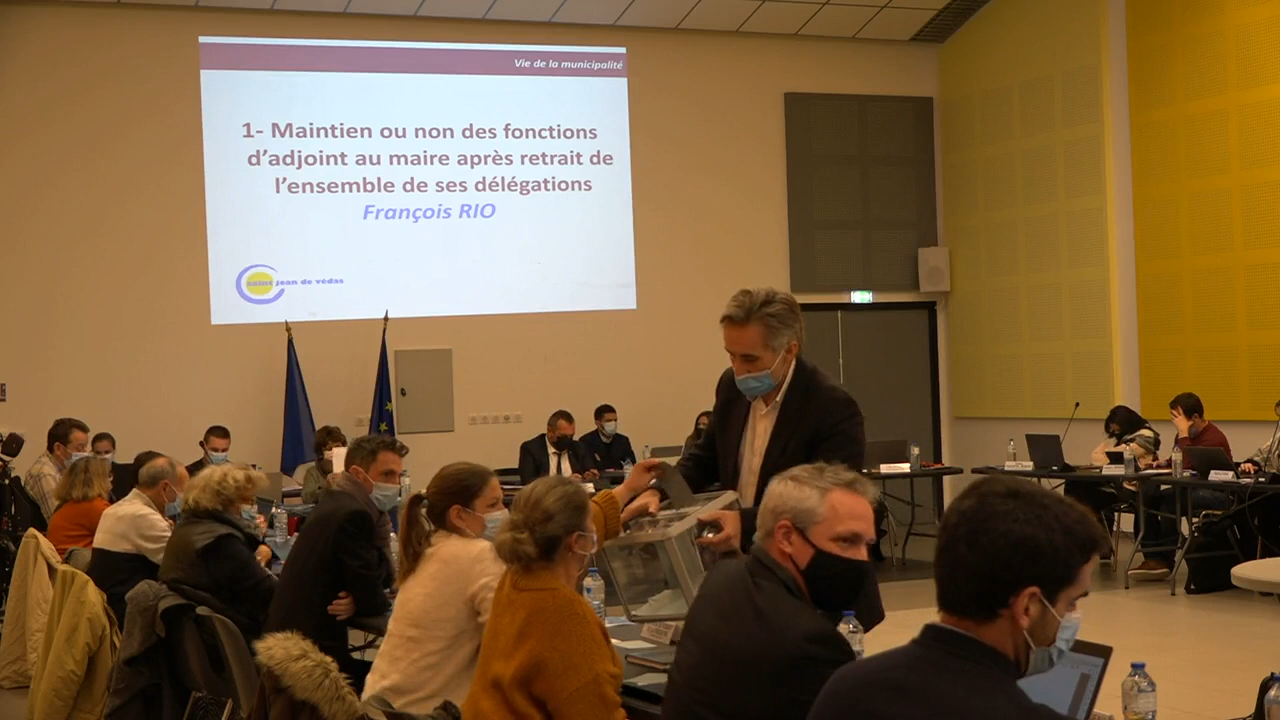 Vie de la municipalité
1- Maintien ou non des fonctions
d’adjoint au maire après retrait de
l’ensemble de ses délégations
François RIO
saint jean de védas